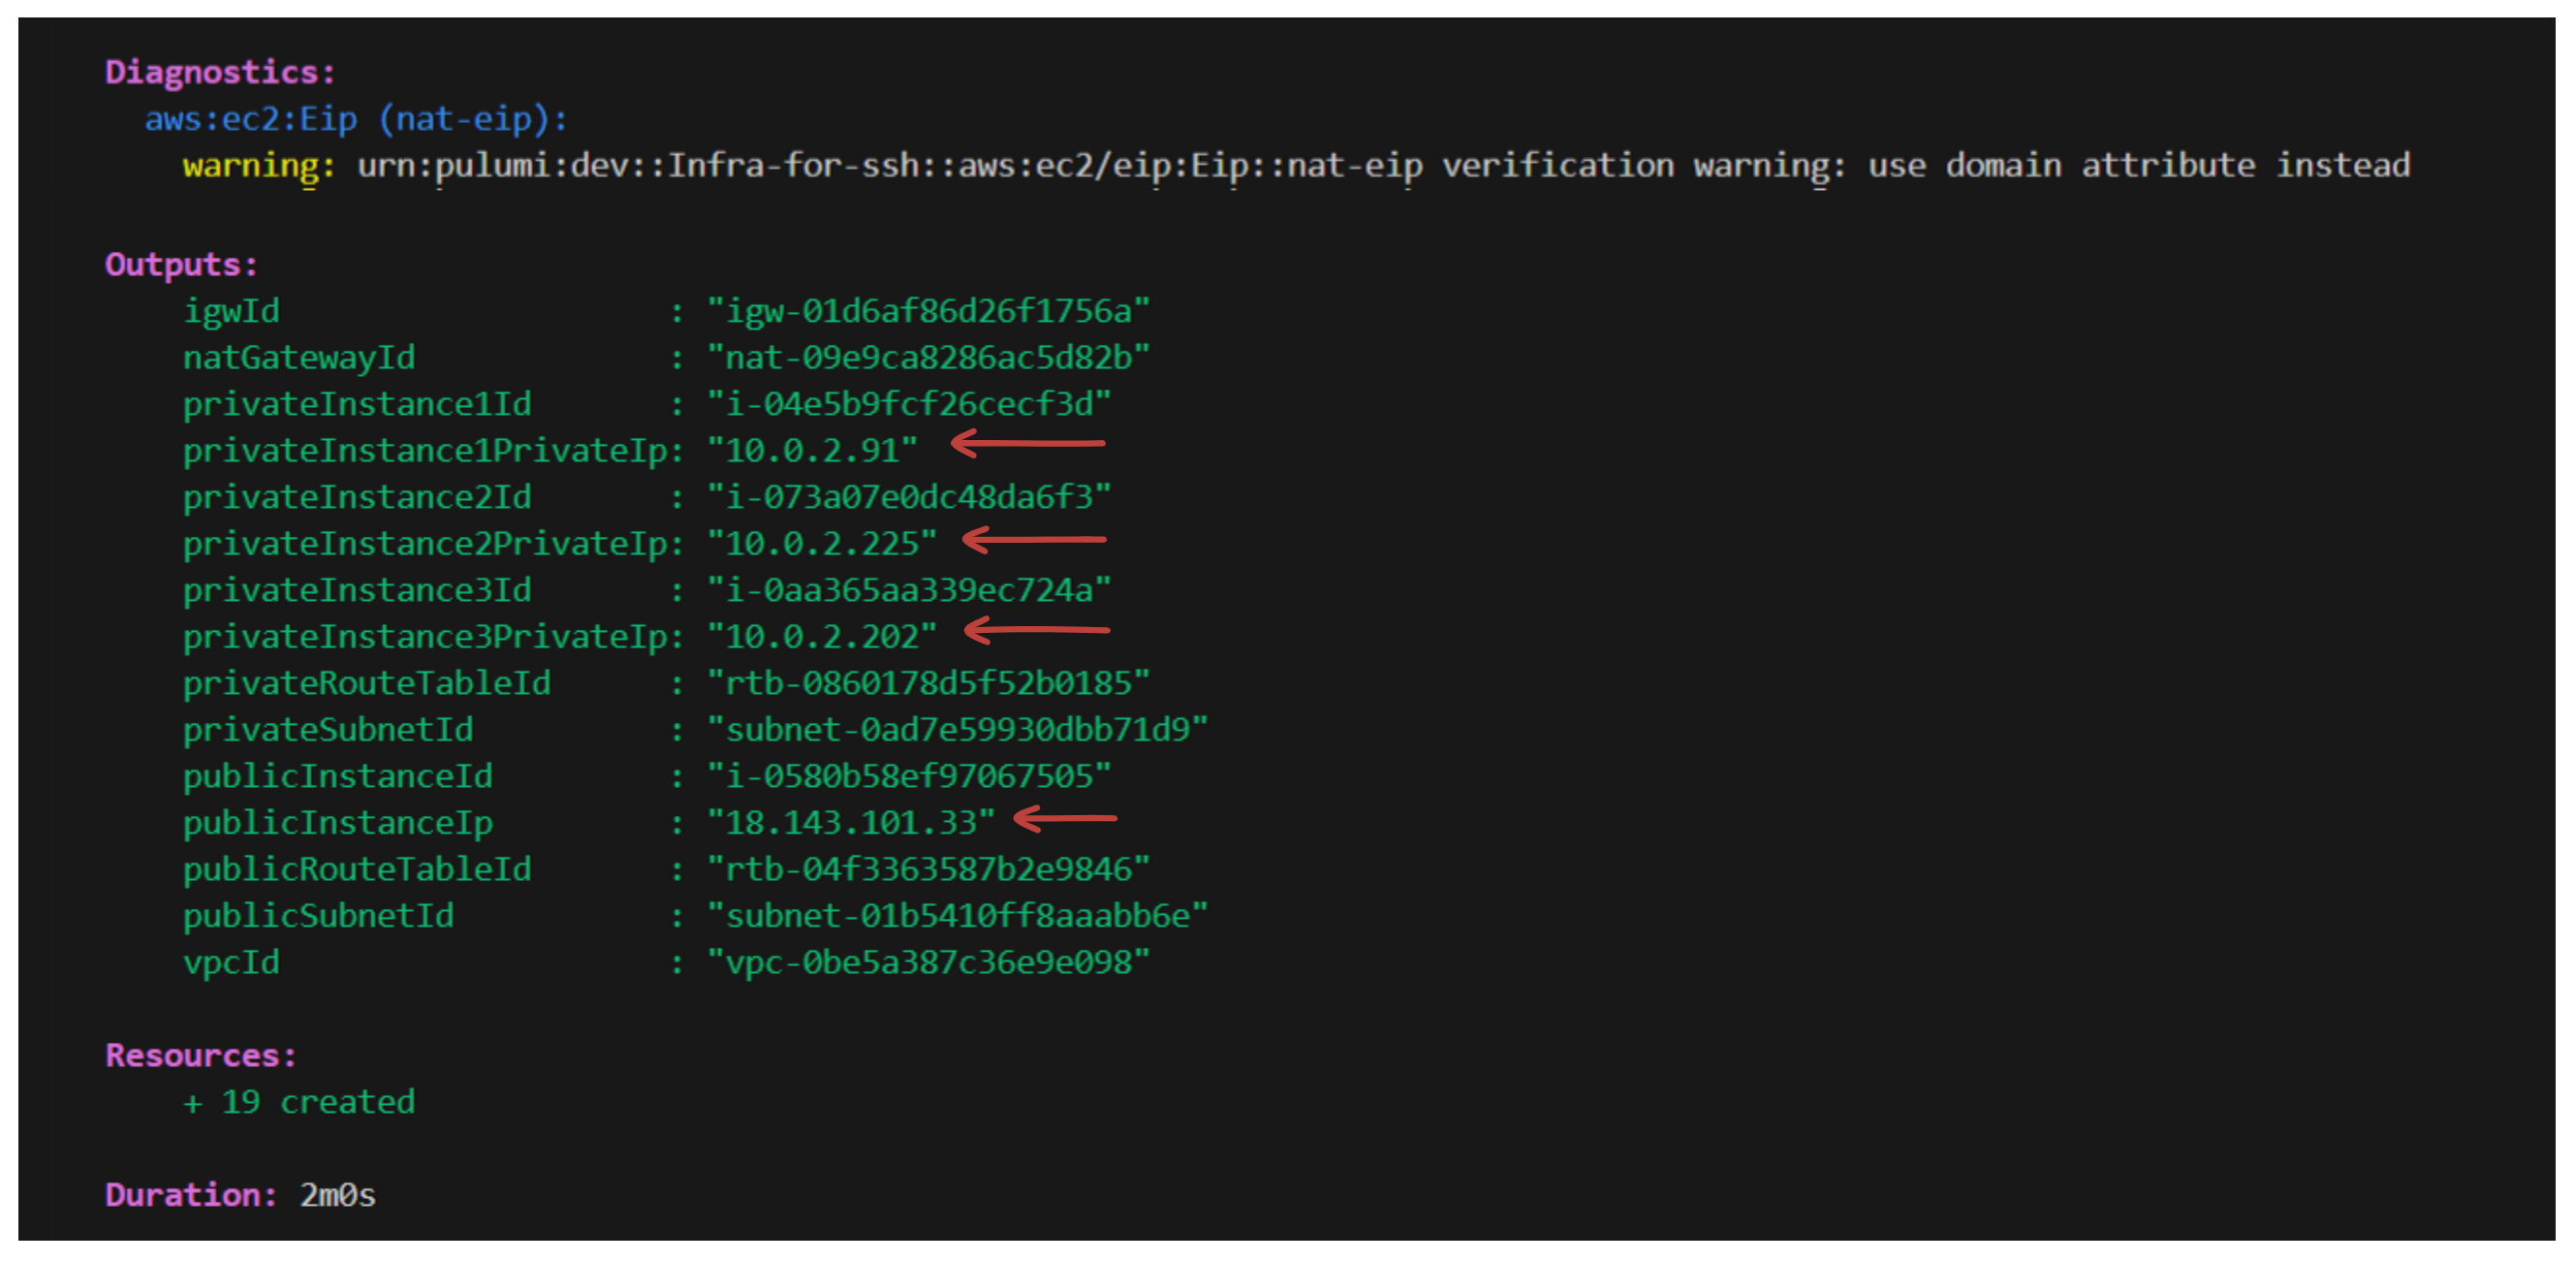 Diagnostics:
aws:ec2:Eip (nat-eip):
warning: urn:pulumi:dev::Infra-for-ssh::aws:ec2/eip:Eip::nat-eip verification warning: use domain attribute instead
Outputs:
igwId : "igw-01d6af86d26f1756a"
natGatewayId : "nat-09e9ca8286ac5d82b"
privateInstance1Id : "i-04e5b9fcf26cecf3d"
privateInstance1PrivateIp: "10.0.2.91"
privateInstance2Id : "i-073a07e0dc48da6f3"
privateInstance2PrivateIp: "10.0.2.225"
privateInstance3Id : "i-0aa365aa339ec724a"
privateInstance3PrivateIp: "10.0.2.202"
privateRouteTableId : "rtb-0860178d5f52b0185"
privateSubnetId : "subnet-0ad7e59930dbb71d9"
publicInstanceId : "i-0580b58ef97067505"
publicInstanceIp : "18.143.101.33"
publicRouteTableId : "rtb-04f3363587b2e9846"
publicSubnetId : "subnet-01b5410ff8aaabb6e"
vpcId : "vpc-0be5a387c36e9e098"
Resources:
+ 19 created
Duration: 2m0s